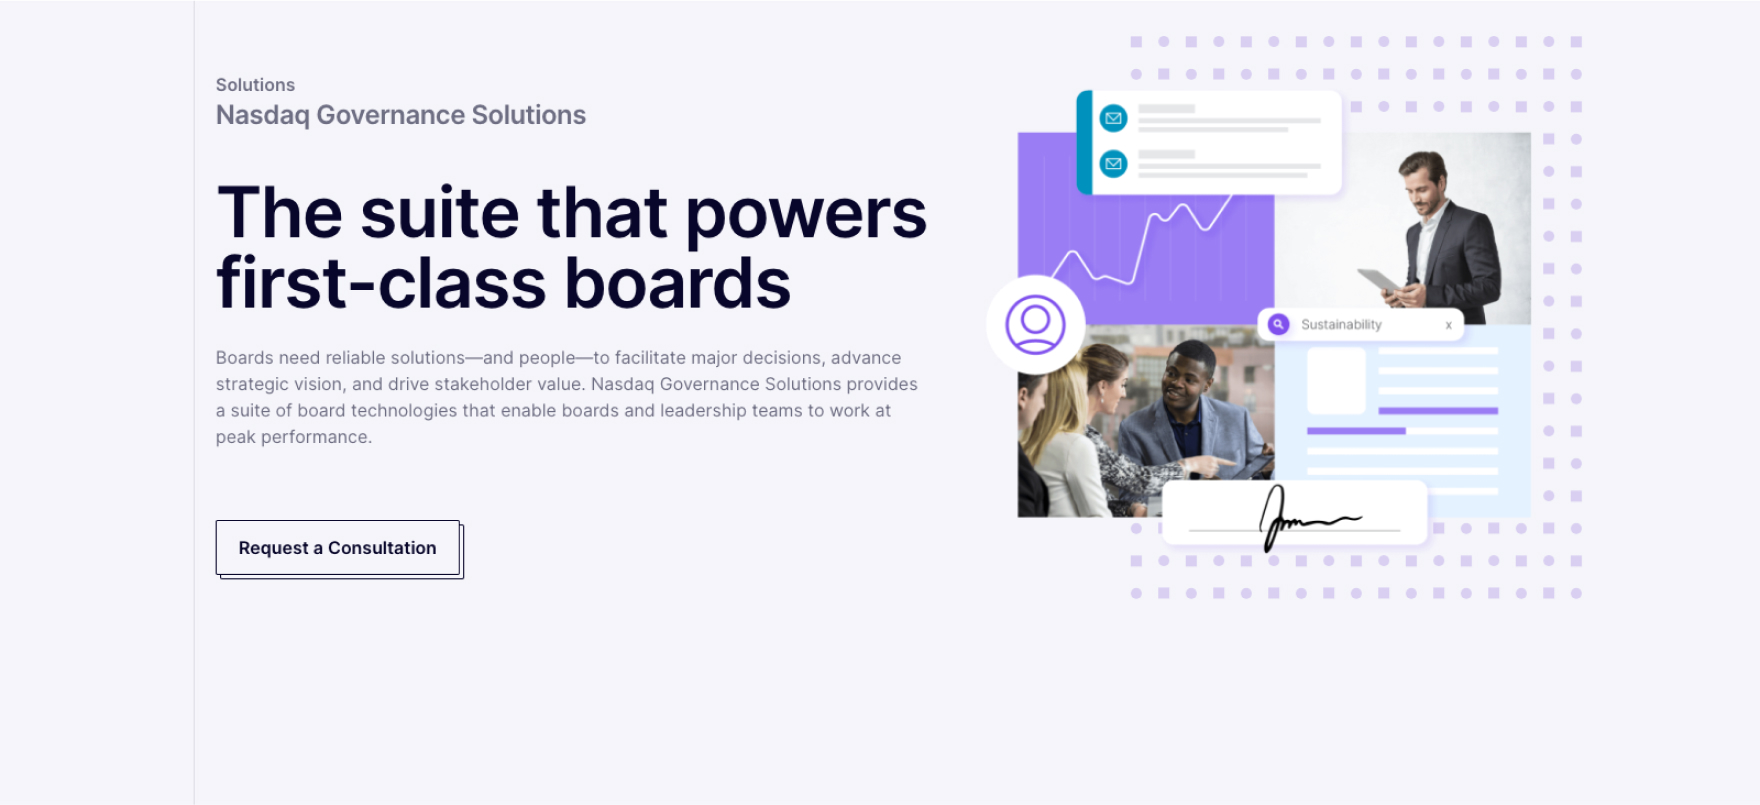 Solutions
Nasdaq Governance Solutions
The suite that powers
first-class boards
Boards need reliable solutions—and people—to facilitate major decisions, advance
strategic vision, and drive stakeholder value. Nasdaq Governance Solutions provides
a suite of board technologies that enable boards and leadership teams to work at
peak performance.
Request a Consultation
Sustainability x